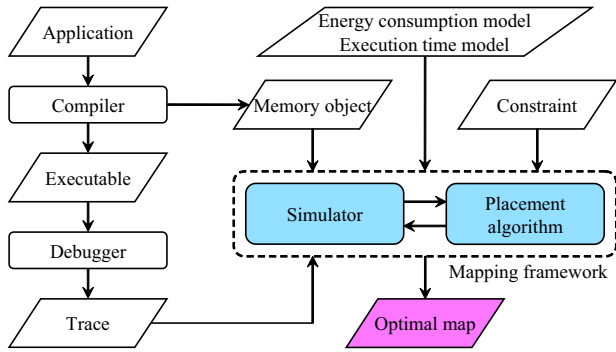 Application
Energy consumption model
Execution time model
Compiler
Memory object
Constraint
Executable
Simulator
Placement
algorithm
Debugger
Mapping framework
Trace
Optimal map